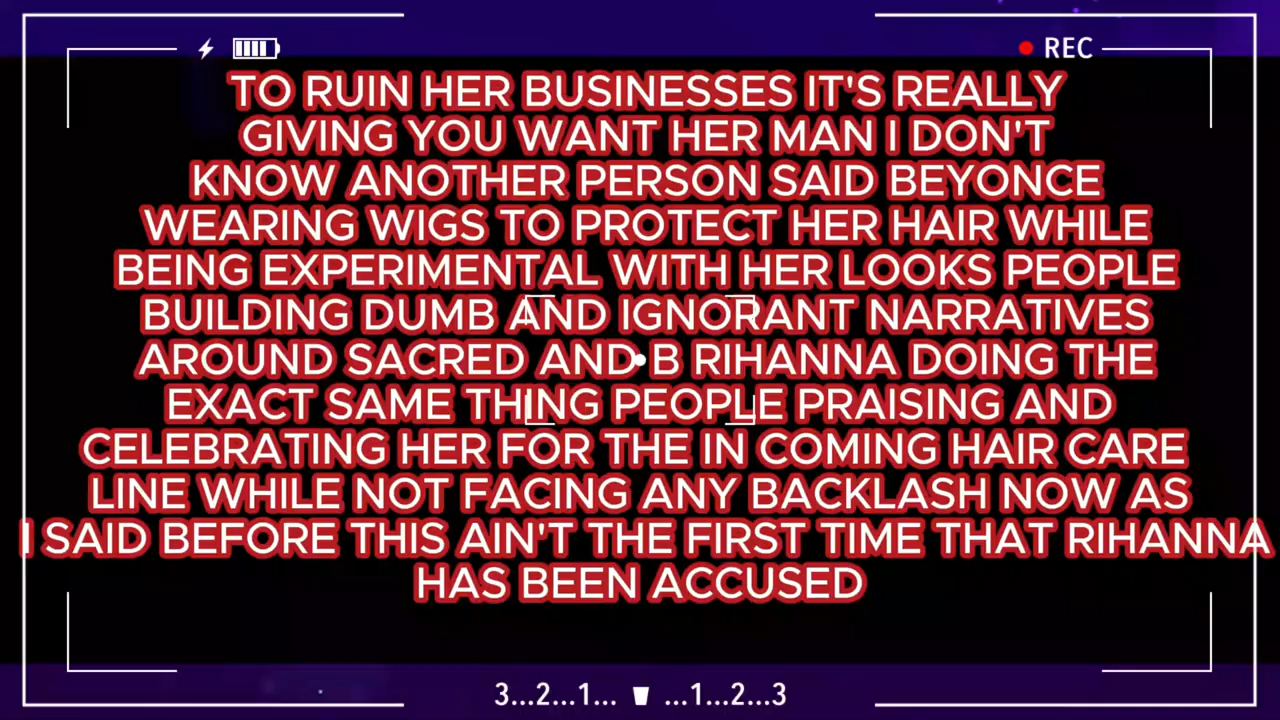 REC
TO RUIN HER BUSINESSES IT'S REALLY
GIVING YOU WANT HER MAN I DON'T
KNOW ANOTHER PERSON SAID BEYONCE
WEARING WIGS TO PROTECT HER HAIR WHILE
BEING EXPERIMENTAL WITH HER LOOKS PEOPLE
BUILDING DUMB AND IGNORANT NARRATIVES
AROUND SACRED AND B RIHANNA DOING THE
EXACT SAME THING PEOPLE PRAISING AND
CELEBRATING HER FOR THE IN COMING HAIR CARE
LINE WHILE NOT FACING ANY BACKLASH NOW AS
I SAID BEFORE THIS AIN'T THE FIRST TIME THAT RIHANNA
HAS BEEN ACCUSED
3...2...1... ...1...2...3